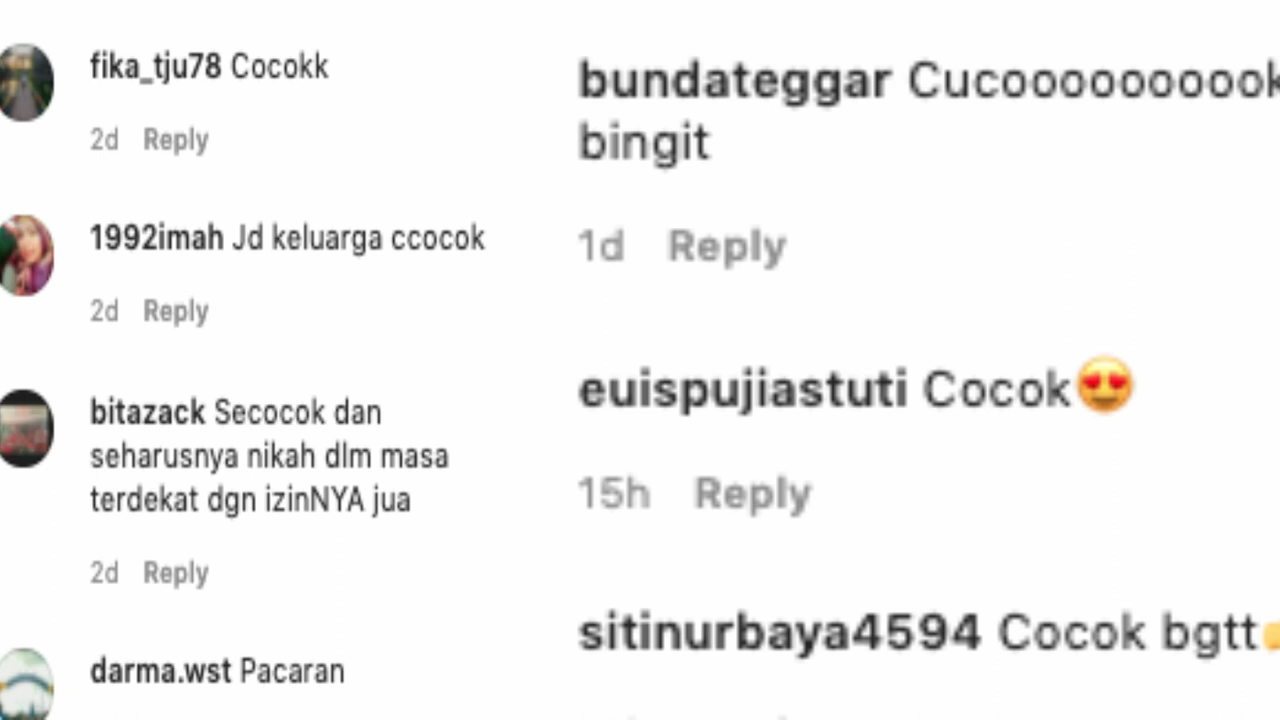 fika_tju78 Cocokk
2d Reply
1992imah Jd keluarga ccocok
2d Reply
bitazack Secocok dan
seharusnya nikah dlm masa
terdekat dgn izinNYA jua
2d Reply
darma.wst Pacaran
bundateggar Cucooooooooook
bingit
1d Reply
euispujiastuti Cocok😍
15h Reply
sitinurbaya4594 Cocok bgtt